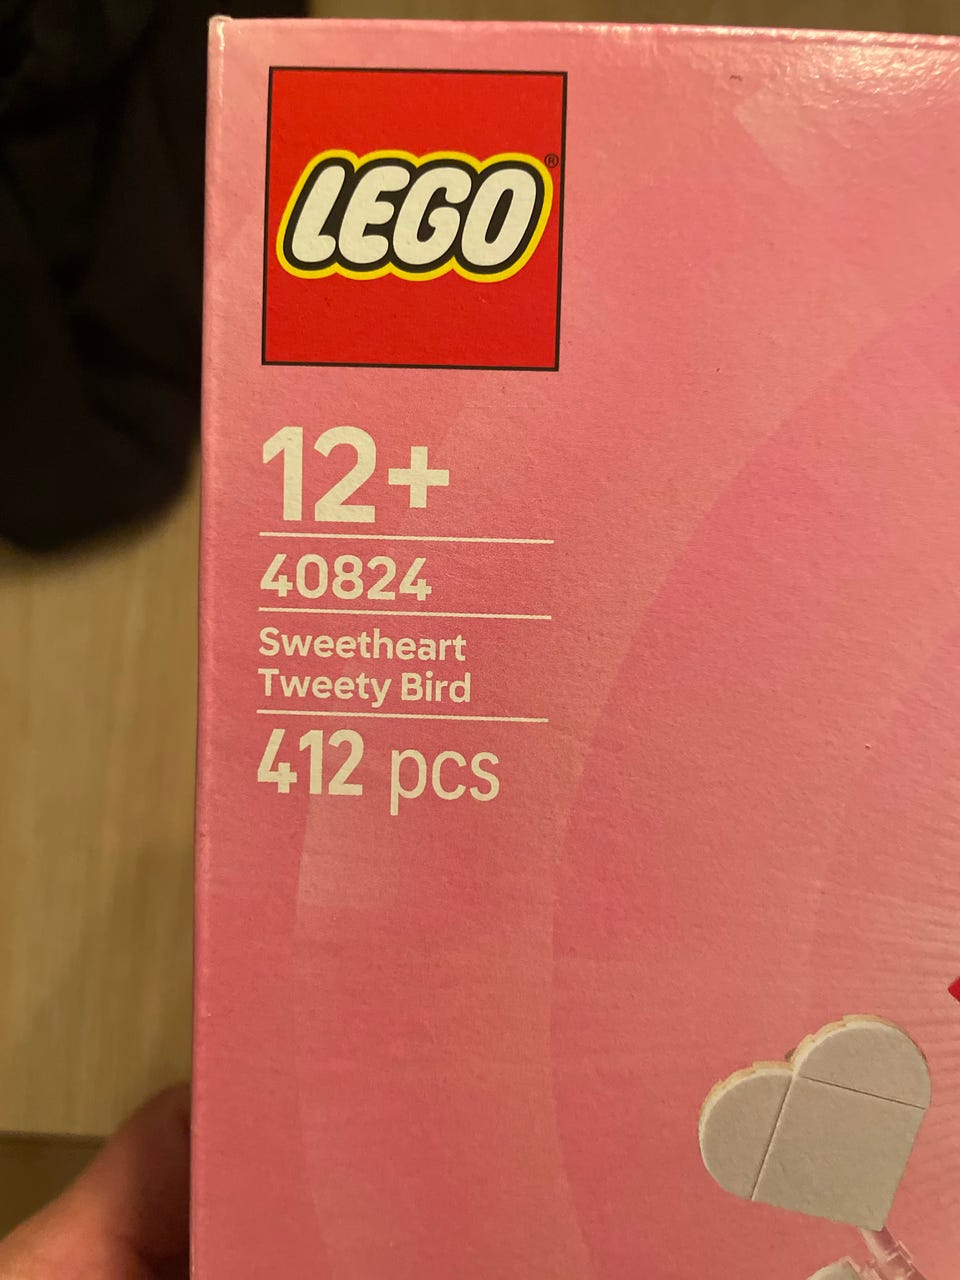 LEGO®
12+
40824
Sweetheart
Tweety Bird
412 pcs